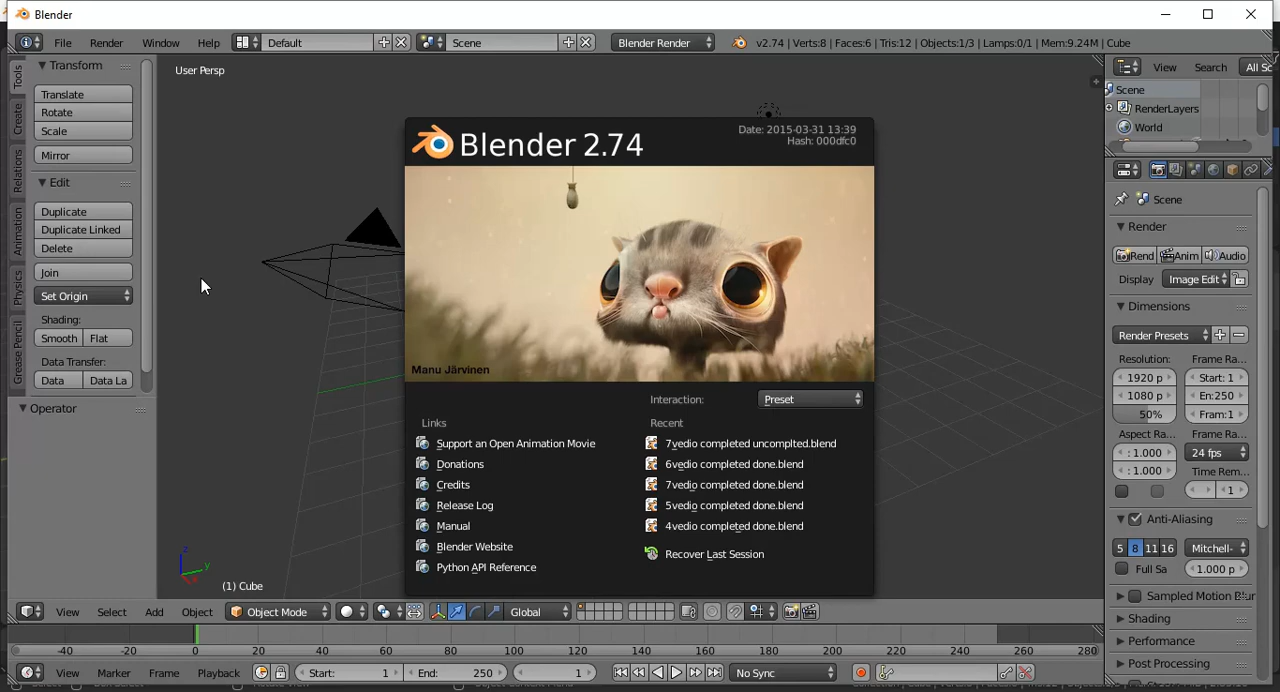 Blender
File Render Window Help Default Scene Blender Render v2.74 | Verts:8 | Faces:6 | Tris:12 | Objects:1/3 | Lamps:0/1 | Mem:9.24M | Cube
Tools
Create
Relations
Animation
Physics
Grease Pencil
Transform
Translate
Rotate
Scale
Mirror
Edit
Duplicate
Duplicate Linked
Delete
Join
Set Origin
Shading:
Smooth Flat
Data Transfer:
Data Data La
Operator
User Persp
Blender 2.74
Date: 2015-03-31 13:39
Hash: 000dfc0
Manu Järvinen
Interaction: Preset
Links
Support an Open Animation Movie
Donations
Credits
Release Log
Manual
Blender Website
Python API Reference
Recent
7vedio completed uncomplted.blend
6vedio completed done.blend
7vedio completed done.blend
5vedio completed done.blend
4vedio completed done.blend
Recover Last Session
z
y
(1) Cube
View Search All Sc
Scene
RenderLayers
World
Scene
Render
Rend Anim Audio
Display Image Edit
Dimensions
Render Presets
Resolution: Frame Ra...
1920 p Start: 1
1080 p En:250
50% Fram:1
Aspect Ra... Frame Ra...
: 1.000 24 fps
: 1.000 Time Rem...
1
Anti-Aliasing
5 8 11 16 Mitchell-
Full Sa 1.000 p
Sampled Motion Blur
Shading
Performance
Post Processing
View Select Add Object Object Mode Global
-40 -20 0 20 40 60 80 100 120 140 160 180 200 220 240 260 280
View Marker Frame Playback Start: 1 End: 250 1 No Sync